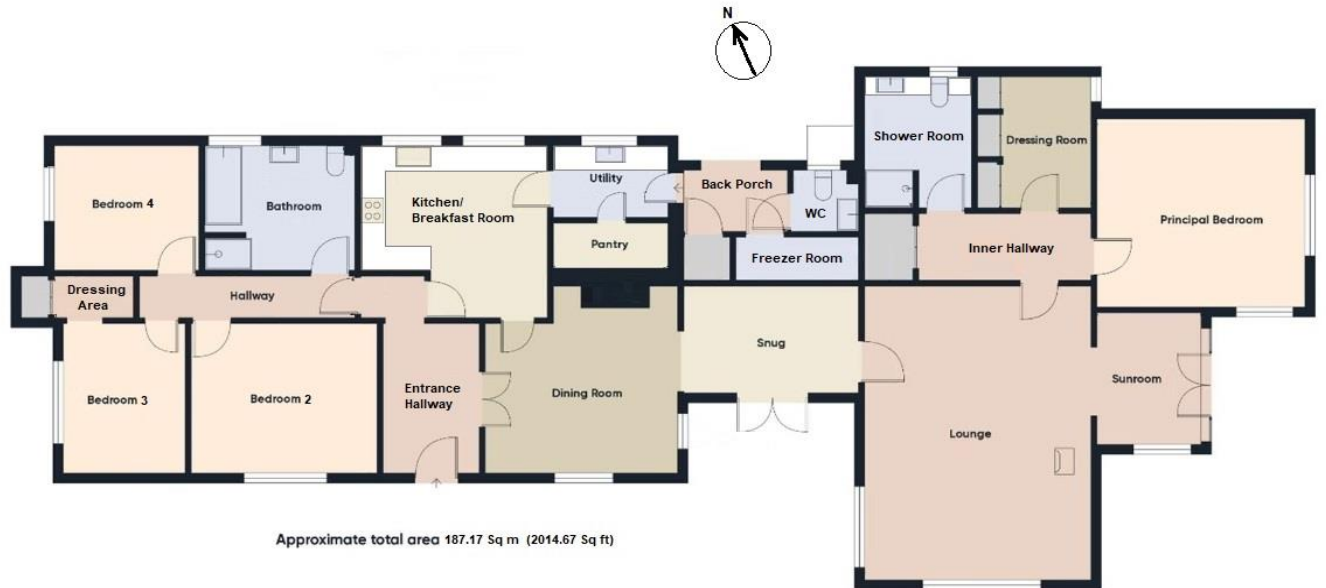 N
Shower Room
Dressing Room
Bedroom 4
Bathroom
Kitchen/
Breakfast Room
Utility
Back Porch
WC
Principal Bedroom
Pantry
Freezer Room
Inner Hallway
Dressing
Area
Hallway
Bedroom 3
Bedroom 2
Entrance
Hallway
Dining Room
Snug
Lounge
Sunroom
Approximate total area 187.17 Sq m (2014.67 Sq ft)